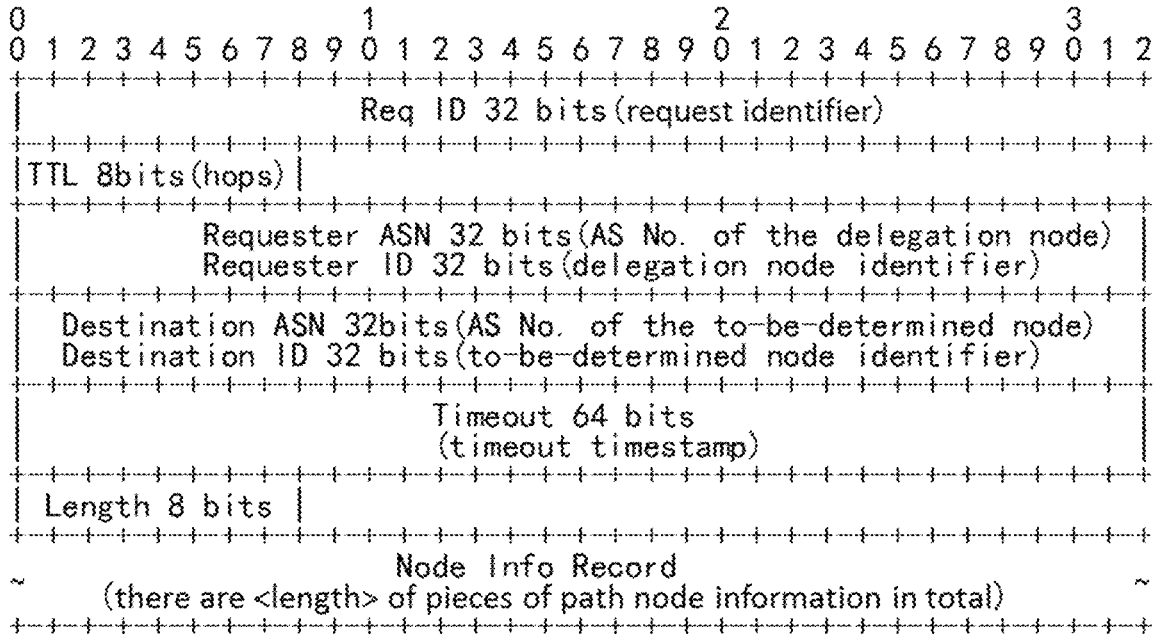 0 1 2 3
0 1 2 3 4 5 6 7 8 9 0 1 2 3 4 5 6 7 8 9 0 1 2 3 4 5 6 7 8 9 0 1 2
Req ID 32 bits(request identifier)
TTL 8bits(hops)
Requester ASN 32 bits(AS No. of the delegation node)
Requester ID 32 bits(delegation node identifier)
Destination ASN 32bits(AS No. of the to-be-determined node)
Destination ID 32 bits(to-be-determined node identifier)
Timeout 64 bits
(timeout timestamp)
Length 8 bits
Node Info Record
~ ~
(there are <length> of pieces of path node information in total)